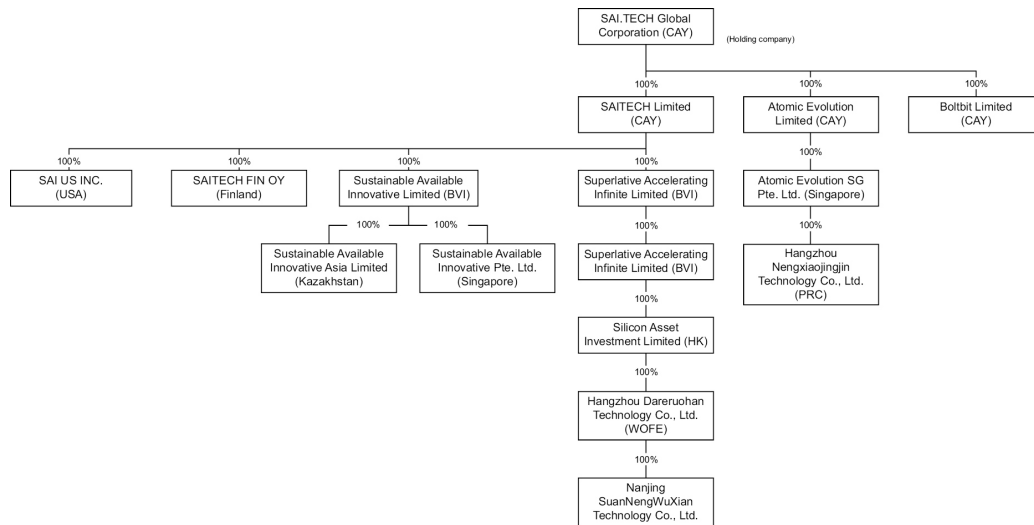 SAI.TECH Global
Corporation (CAY)
(Holding company)
100%
100%
100%
SAITECH Limited
(CAY)
Atomic Evolution
Limited (CAY)
Boltbit Limited
(CAY)
100%
100%
100%
100%
100%
SAI US INC.
(USA)
SAITECH FIN OY
(Finland)
Sustainable Available
Innovative Limited (BVI)
Superlative Accelerating
Infinite Limited (BVI)
Atomic Evolution SG
Pte. Ltd. (Singapore)
100%
100%
100%
100%
Sustainable Available
Innovative Asia Limited
(Kazakhstan)
Sustainable Available
Innovative Pte. Ltd.
(Singapore)
Superlative Accelerating
Infinite Limited (BVI)
Hangzhou
Nengxiaojingjin
Technology Co., Ltd.
(PRC)
100%
Silicon Asset
Investment Limited (HK)
100%
Hangzhou Dareruohan
Technology Co., Ltd.
(WOFE)
100%
Nanjing
SuanNengWuXian
Technology Co., Ltd.